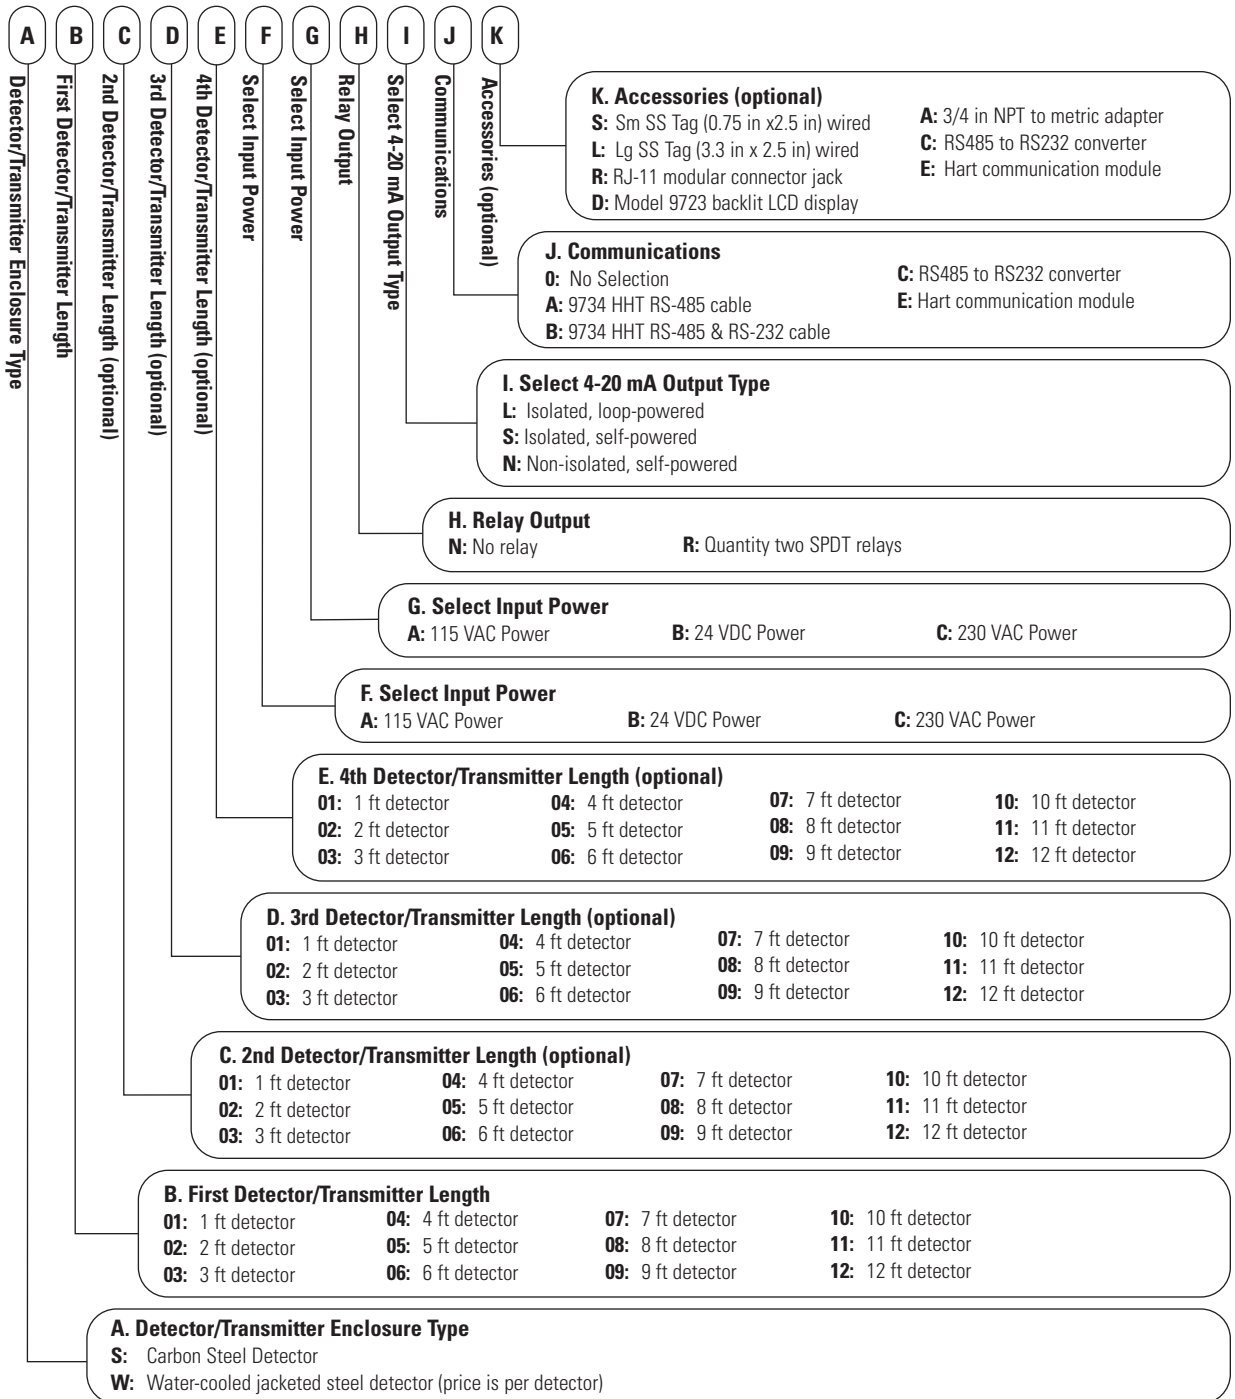 A B C D E F G H I J K
Detector/Transmitter Enclosure Type
First Detector/Transmitter Length
2nd Detector/Transmitter Length (optional)
3rd Detector/Transmitter Length (optional)
4th Detector/Transmitter Length (optional)
Select Input Power
Select Input Power
Relay Output
Select 4-20 mA Output Type
Communications
Accessories (optional)
K. Accessories (optional)
S: Sm SS Tag (0.75 in x2.5 in) wired
L: Lg SS Tag (3.3 in x 2.5 in) wired
R: RJ-11 modular connector jack
D: Model 9723 backlit LCD display
A: 3/4 in NPT to metric adapter
C: RS485 to RS232 converter
E: Hart communication module
J. Communications
0: No Selection
A: 9734 HHT RS-485 cable
B: 9734 HHT RS-485 & RS-232 cable
C: RS485 to RS232 converter
E: Hart communication module
I. Select 4-20 mA Output Type
L: Isolated, loop-powered
S: Isolated, self-powered
N: Non-isolated, self-powered
H. Relay Output
N: No relay R: Quantity two SPDT relays
G. Select Input Power
A: 115 VAC Power B: 24 VDC Power C: 230 VAC Power
F. Select Input Power
A: 115 VAC Power B: 24 VDC Power C: 230 VAC Power
E. 4th Detector/Transmitter Length (optional)
01: 1 ft detector 04: 4 ft detector 07: 7 ft detector 10: 10 ft detector
02: 2 ft detector 05: 5 ft detector 08: 8 ft detector 11: 11 ft detector
03: 3 ft detector 06: 6 ft detector 09: 9 ft detector 12: 12 ft detector
D. 3rd Detector/Transmitter Length (optional)
01: 1 ft detector 04: 4 ft detector 07: 7 ft detector 10: 10 ft detector
02: 2 ft detector 05: 5 ft detector 08: 8 ft detector 11: 11 ft detector
03: 3 ft detector 06: 6 ft detector 09: 9 ft detector 12: 12 ft detector
C. 2nd Detector/Transmitter Length (optional)
01: 1 ft detector 04: 4 ft detector 07: 7 ft detector 10: 10 ft detector
02: 2 ft detector 05: 5 ft detector 08: 8 ft detector 11: 11 ft detector
03: 3 ft detector 06: 6 ft detector 09: 9 ft detector 12: 12 ft detector
B. First Detector/Transmitter Length
01: 1 ft detector 04: 4 ft detector 07: 7 ft detector 10: 10 ft detector
02: 2 ft detector 05: 5 ft detector 08: 8 ft detector 11: 11 ft detector
03: 3 ft detector 06: 6 ft detector 09: 9 ft detector 12: 12 ft detector
A. Detector/Transmitter Enclosure Type
S: Carbon Steel Detector
W: Water-cooled jacketed steel detector (price is per detector)